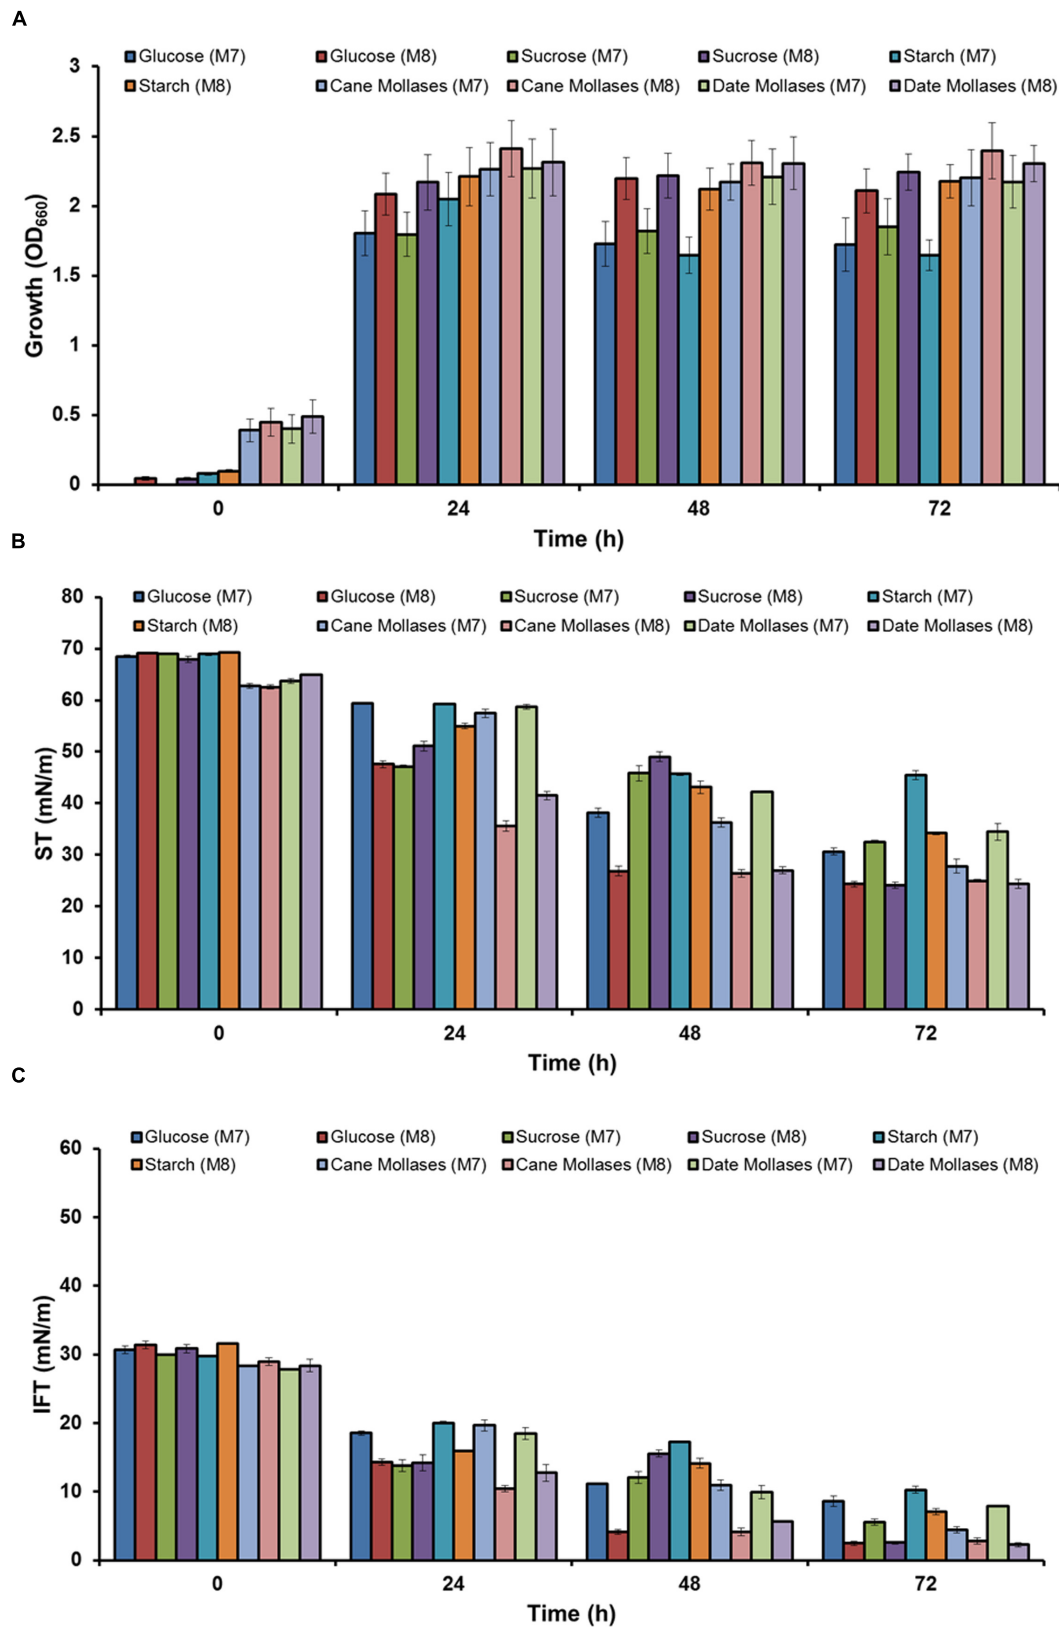 A
Glucose (M7) Glucose (M8) Sucrose (M7) Sucrose (M8) Starch (M7)
Starch (M8) Cane Mollases (M7) Cane Mollases (M8) Date Mollases (M7) Date Mollases (M8)
3
2.5
2
1.5
1
0.5
0
Growth (OD660)
0 24 48 72
Time (h)
B
Glucose (M7) Glucose (M8) Sucrose (M7) Sucrose (M8) Starch (M7)
Starch (M8) Cane Mollases (M7) Cane Mollases (M8) Date Mollases (M7) Date Mollases (M8)
80
70
60
50
40
30
20
10
0
ST (mN/m)
0 24 48 72
Time (h)
C
Glucose (M7) Glucose (M8) Sucrose (M7) Sucrose (M8) Starch (M7)
Starch (M8) Cane Mollases (M7) Cane Mollases (M8) Date Mollases (M7) Date Mollases (M8)
60
50
40
30
20
10
0
IFT (mN/m)
0 24 48 72
Time (h)